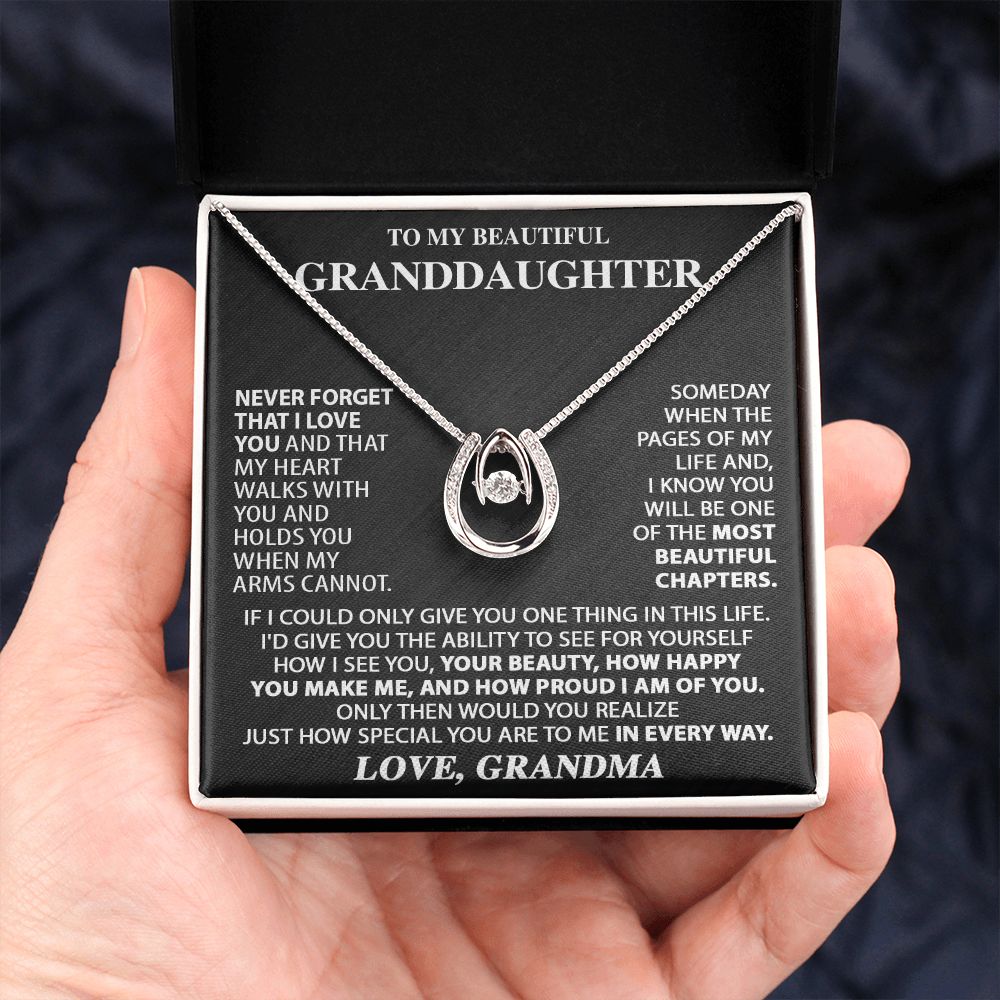 TO MY BEAUTIFUL
GRANDDAUGHTER
NEVER FORGET
THAT I LOVE
YOU AND THAT
MY HEART
WALKS WITH
YOU AND
HOLDS YOU
WHEN MY
ARMS CANNOT.
SOMEDAY
WHEN THE
PAGES OF MY
LIFE AND,
I KNOW YOU
WILL BE ONE
OF THE MOST
BEAUTIFUL
CHAPTERS.
IF I COULD ONLY GIVE YOU ONE THING IN THIS LIFE.
I'D GIVE YOU THE ABILITY TO SEE FOR YOURSELF
HOW I SEE YOU, YOUR BEAUTY, HOW HAPPY
YOU MAKE ME, AND HOW PROUD I AM OF YOU.
ONLY THEN WOULD YOU REALIZE
JUST HOW SPECIAL YOU ARE TO ME IN EVERY WAY.
LOVE, GRANDMA